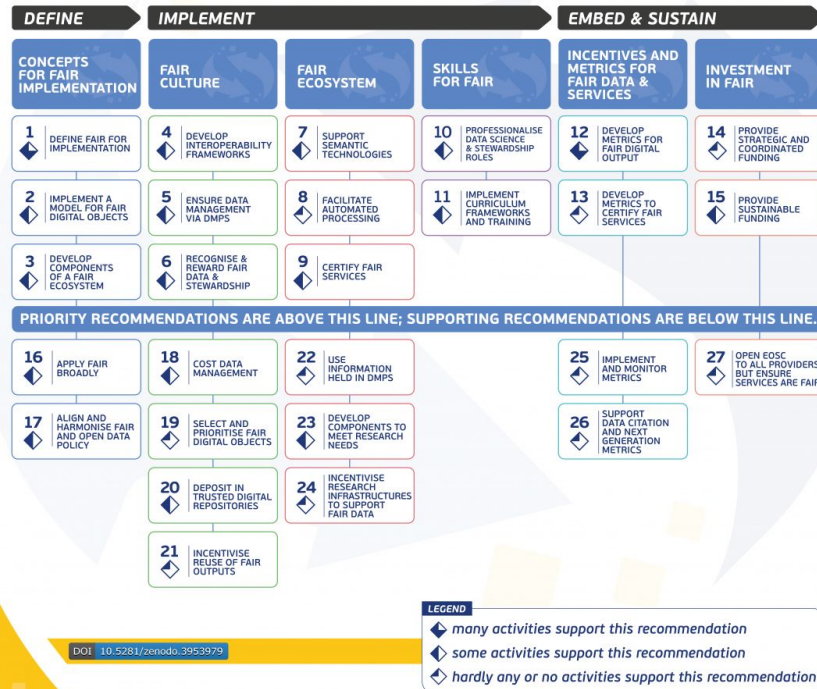 DEFINE
IMPLEMENT
EMBED & SUSTAIN
CONCEPTS
FOR FAIR
IMPLEMENTATION
FAIR
CULTURE
FAIR
ECOSYSTEM
SKILLS
FOR FAIR
INCENTIVES AND
METRICS FOR
FAIR DATA &
SERVICES
INVESTMENT
IN FAIR
1
DEFINE FAIR FOR
IMPLEMENTATION
4
DEVELOP
INTEROPERABILITY
FRAMEWORKS
7
SUPPORT
SEMANTIC
TECHNOLOGIES
10
PROFESSIONALISE
DATA SCIENCE
& STEWARDSHIP
ROLES
12
DEVELOP
METRICS FOR
FAIR DIGITAL
OUTPUT
14
PROVIDE
STRATEGIC AND
COORDINATED
FUNDING
2
IMPLEMENT A
MODEL FOR FAIR
DIGITAL OBJECTS
5
ENSURE DATA
MANAGEMENT
VIA DMPS
8
FACILITATE
AUTOMATED
PROCESSING
11
IMPLEMENT
CURRICULUM
FRAMEWORKS
AND TRAINING
13
DEVELOP
METRICS TO
CERTIFY FAIR
SERVICES
15
PROVIDE
SUSTAINABLE
FUNDING
3
DEVELOP
COMPONENTS
OF A FAIR
ECOSYSTEM
6
RECOGNISE &
REWARD FAIR
DATA &
STEWARDSHIP
9
CERTIFY FAIR
SERVICES
PRIORITY RECOMMENDATIONS ARE ABOVE THIS LINE; SUPPORTING RECOMMENDATIONS ARE BELOW THIS LINE.
16
APPLY FAIR
BROADLY
18
COST DATA
MANAGEMENT
22
USE
INFORMATION
HELD IN DMPS
25
IMPLEMENT
AND MONITOR
METRICS
27
OPEN EOSC
TO ALL PROVIDERS
BUT ENSURE
SERVICES ARE FAIR
17
ALIGN AND
HARMONISE FAIR
AND OPEN DATA
POLICY
19
SELECT AND
PRIORITISE FAIR
DIGITAL OBJECTS
23
DEVELOP
COMPONENTS TO
MEET RESEARCH
NEEDS
26
SUPPORT
DATA CITATION
AND NEXT
GENERATION
METRICS
20
DEPOSIT IN
TRUSTED DIGITAL
REPOSITORIES
24
INCENTIVISE
RESEARCH
INFRASTRUCTURES
TO SUPPORT
FAIR DATA
21
INCENTIVISE
REUSE OF FAIR
OUTPUTS
LEGEND
many activities support this recommendation
some activities support this recommendation
hardly any or no activities support this recommendation
DOI 10.5281/zenodo.3953979